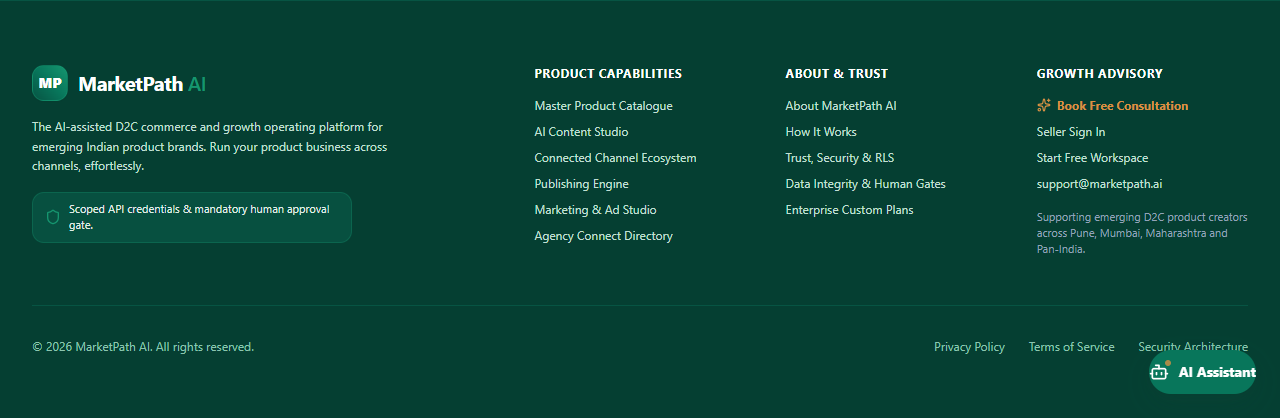 MP MarketPath AI
The AI-assisted D2C commerce and growth operating platform for
emerging Indian product brands. Run your product business across
channels, effortlessly.
Scoped API credentials & mandatory human approval
gate.
PRODUCT CAPABILITIES
Master Product Catalogue
AI Content Studio
Connected Channel Ecosystem
Publishing Engine
Marketing & Ad Studio
Agency Connect Directory
ABOUT & TRUST
About MarketPath AI
How It Works
Trust, Security & RLS
Data Integrity & Human Gates
Enterprise Custom Plans
GROWTH ADVISORY
Book Free Consultation
Seller Sign In
Start Free Workspace
support@marketpath.ai
Supporting emerging D2C product creators
across Pune, Mumbai, Maharashtra and
Pan-India.
© 2026 MarketPath AI. All rights reserved.
Privacy Policy Terms of Service Security Architecture
AI Assistant